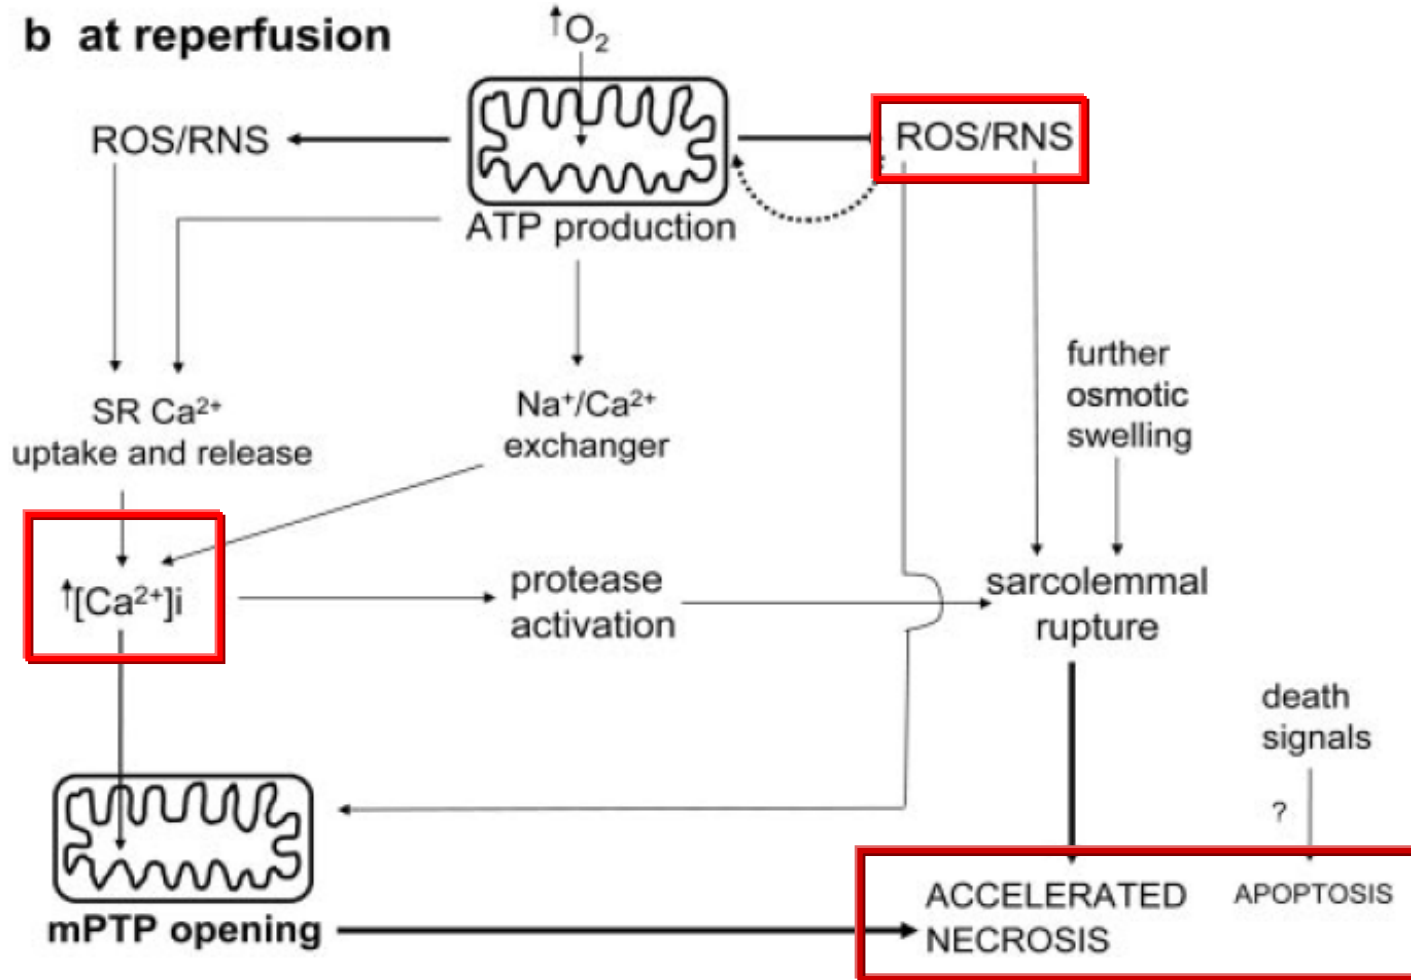 b at reperfusion
↑O₂
ROS/RNS
ROS/RNS
ATP production
further
osmotic
swelling
SR Ca²⁺
uptake and release
Na⁺/Ca²⁺
exchanger
↑[Ca²⁺]i
protease
activation
sarcolemmal
rupture
death
signals
?
mPTP opening
ACCELERATED
NECROSIS
APOPTOSIS